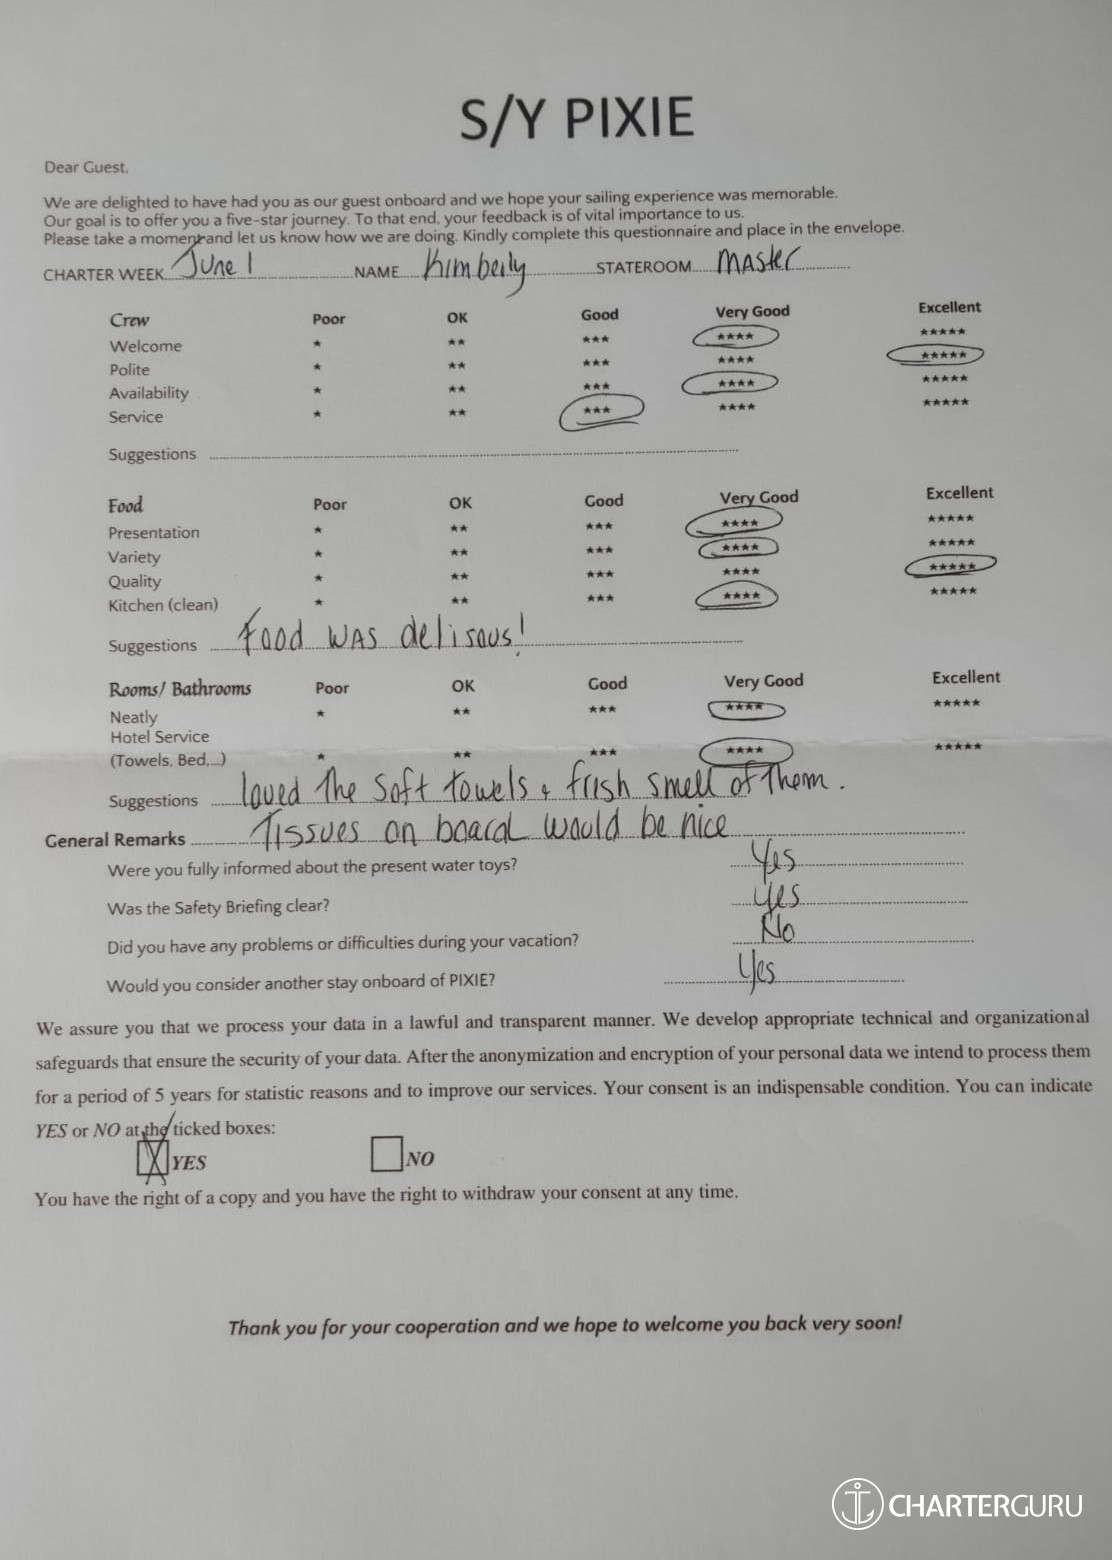 S/Y PIXIE
Dear Guest,
We are delighted to have had you as our guest onboard and we hope your sailing experience was memorable.
Our goal is to offer you a five-star journey. To that end, your feedback is of vital importance to us.
Please take a moment and let us know how we are doing. Kindly complete this questionnaire and place in the envelope.
CHARTER WEEK June 1 NAME Kimberly STATEROOM Master
Crew Poor OK Good Very Good Excellent
Welcome * ** *** **** *****
Polite * ** *** **** *****
Availability * ** *** **** *****
Service * ** *** **** *****
Suggestions
Food Poor OK Good Very Good Excellent
Presentation * ** *** **** *****
Variety * ** *** **** *****
Quality * ** *** **** *****
Kitchen (clean) * ** *** **** *****
Suggestions Food was delisous!
Rooms/ Bathrooms Poor OK Good Very Good Excellent
Neatly * ** *** **** *****
Hotel Service
(Towels, Bed,...) * ** *** **** *****
Suggestions loved the soft towels & frish smell of them.
General Remarks Tissues on board would be nice
Were you fully informed about the present water toys? Yes
Was the Safety Briefing clear? yes
Did you have any problems or difficulties during your vacation? No
Would you consider another stay onboard of PIXIE? Yes
We assure you that we process your data in a lawful and transparent manner. We develop appropriate technical and organizational
safeguards that ensure the security of your data. After the anonymization and encryption of your personal data we intend to process them
for a period of 5 years for statistic reasons and to improve our services. Your consent is an indispensable condition. You can indicate
YES or NO at the ticked boxes:
X YES NO
You have the right of a copy and you have the right to withdraw your consent at any time.
Thank you for your cooperation and we hope to welcome you back very soon!
CHARTERGURU